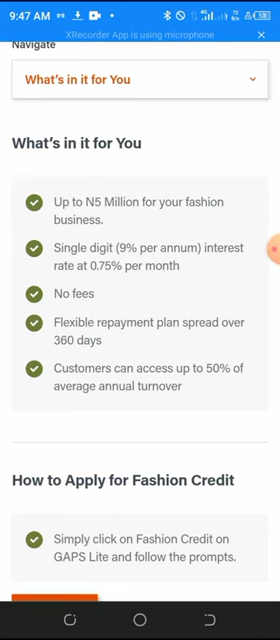 9:47 AM
4G
72
B/s
53
XRecorder App is using microphone
Navigate
What's in it for You
What's in it for You
Up to N5 Million for your fashion
business.
Single digit (9% per annum) interest
rate at 0.75% per month
No fees
Flexible repayment plan spread over
360 days
Customers can access up to 50% of
average annual turnover
How to Apply for Fashion Credit
Simply click on Fashion Credit on
GAPS Lite and follow the prompts.